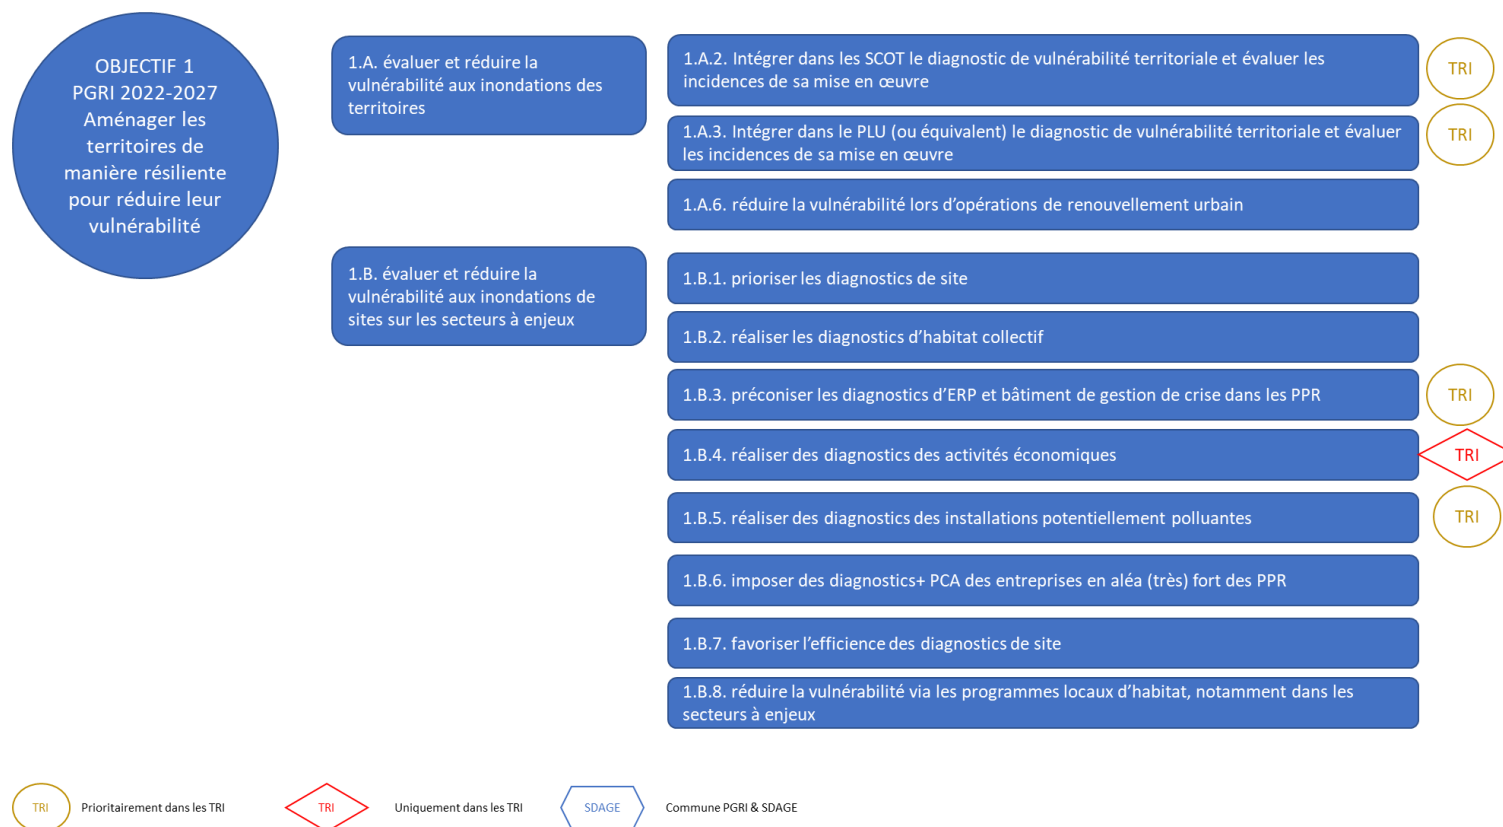 OBJECTIF 1
PGRI 2022-2027
Aménager les
territoires de
manière résiliente
pour réduire leur
vulnérabilité
1.A. évaluer et réduire la
vulnérabilité aux inondations des
territoires
1.A.2. Intégrer dans les SCOT le diagnostic de vulnérabilité territoriale et évaluer les
incidences de sa mise en œuvre
TRI
1.A.3. Intégrer dans le PLU (ou équivalent) le diagnostic de vulnérabilité territoriale et évaluer
les incidences de sa mise en œuvre
TRI
1.A.6. réduire la vulnérabilité lors d’opérations de renouvellement urbain
1.B. évaluer et réduire la
vulnérabilité aux inondations de
sites sur les secteurs à enjeux
1.B.1. prioriser les diagnostics de site
1.B.2. réaliser les diagnostics d’habitat collectif
1.B.3. préconiser les diagnostics d’ERP et bâtiment de gestion de crise dans les PPR
TRI
1.B.4. réaliser des diagnostics des activités économiques
TRI
1.B.5. réaliser des diagnostics des installations potentiellement polluantes
TRI
1.B.6. imposer des diagnostics+ PCA des entreprises en aléa (très) fort des PPR
1.B.7. favoriser l’efficience des diagnostics de site
1.B.8. réduire la vulnérabilité via les programmes locaux d’habitat, notamment dans les
secteurs à enjeux
TRI Prioritairement dans les TRI
TRI Uniquement dans les TRI
SDAGE Commune PGRI & SDAGE